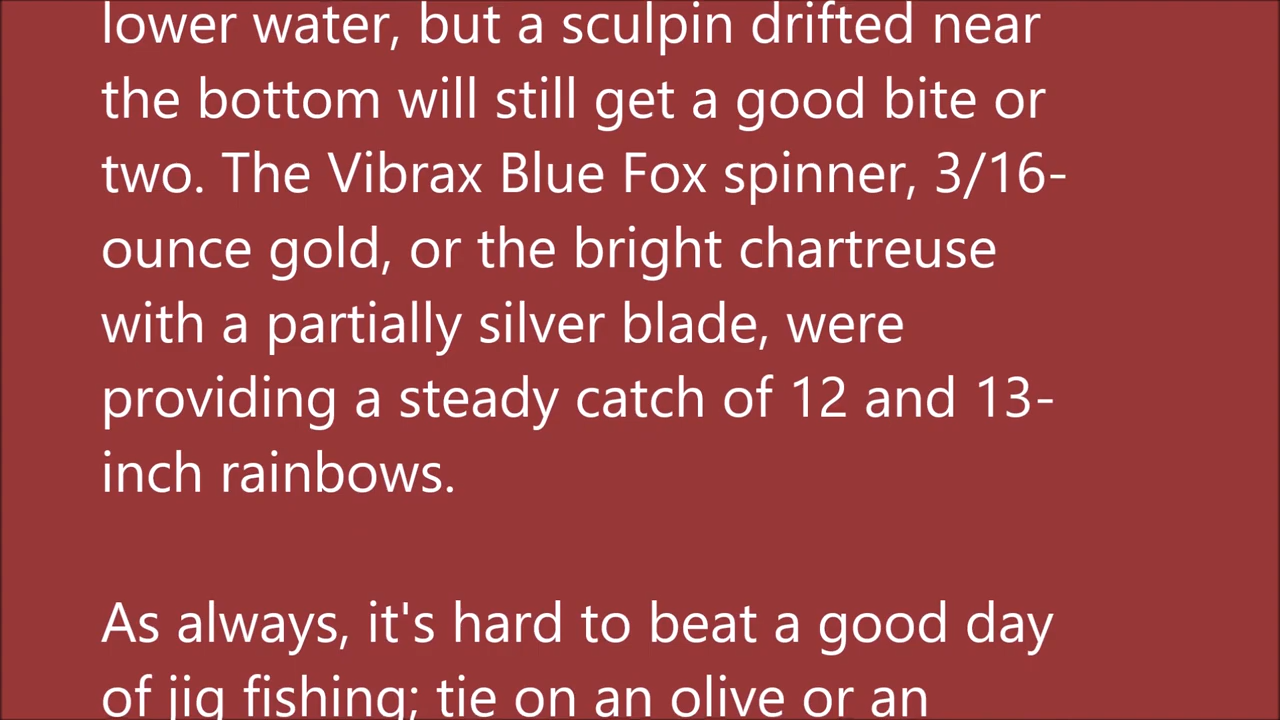 lower water, but a sculpin drifted near
the bottom will still get a good bite or
two. The Vibrax Blue Fox spinner, 3/16-
ounce gold, or the bright chartreuse
with a partially silver blade, were
providing a steady catch of 12 and 13-
inch rainbows.
As always, it's hard to beat a good day
of jig fishing; tie on an olive or an